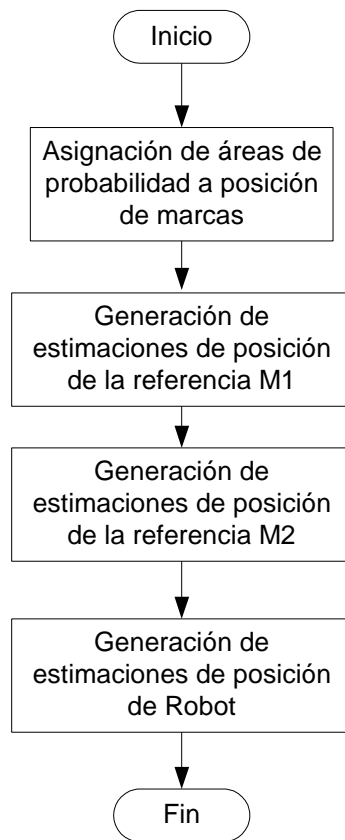 Inicio
Asignación de áreas de
probabilidad a posición
de marcas
Generación de
estimaciones de posición
de la referencia M1
Generación de
estimaciones de posición
de la referencia M2
Generación de
estimaciones de posición
de Robot
Fin